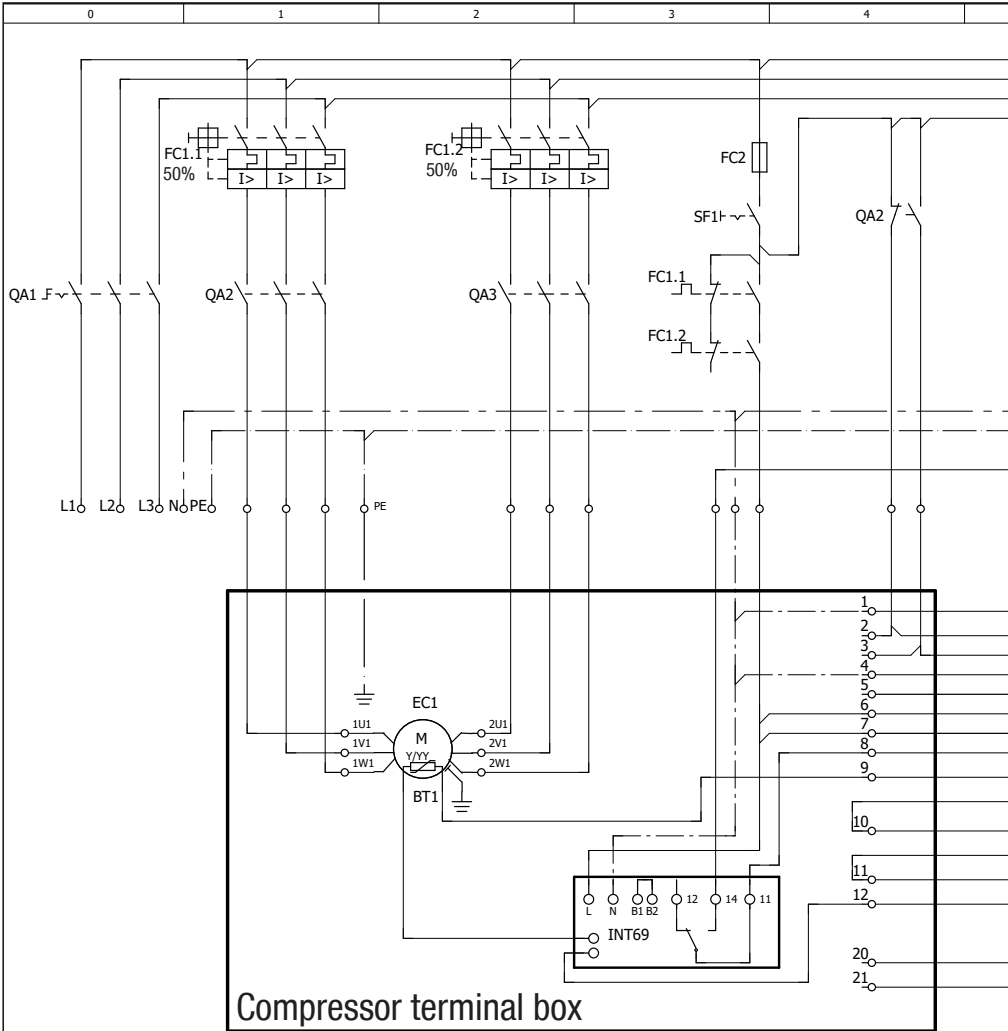 0 1 2 3 4
FC1.1
50%
I> I> I>
FC1.2
50%
I> I> I>
FC2
SF1
QA2
QA1
QA2
QA3
FC1.1
FC1.2
L1 L2 L3 N PE
PE
1
2
3
4
5
6
7
8
9
10
11
12
20
21
EC1
1U1
1V1
1W1
M
Y/YY
2U1
2V1
2W1
BT1
L N B1 B2 12 14 11
INT69
Compressor terminal box